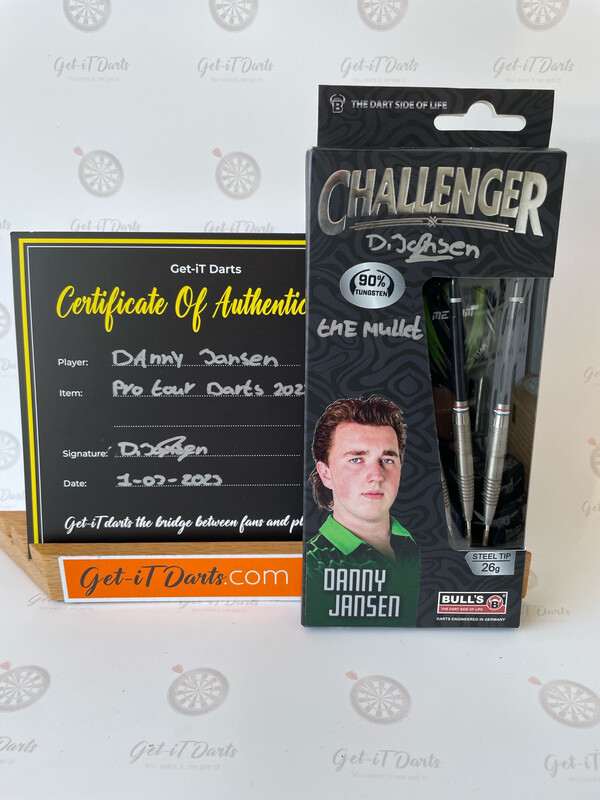 THE DART SIDE OF LIFE
CHALLENGER
D. Jansen
90%
TUNGSTEN
the Mullet
STEEL TIP
26g
DANNY
JANSEN
BULL'S
THE DART SIDE OF LIFE
DARTS ENGINEERED IN GERMANY
Get-iT Darts
Certificate Of Authentic
Player: DAnny Jansen
Item: Pro tour Darts 202
Signature: D. Jansen
Date: 1-07-2023
Get-iT darts the bridge between fans and pl
Get-iT Darts.com
Get-iT Darts